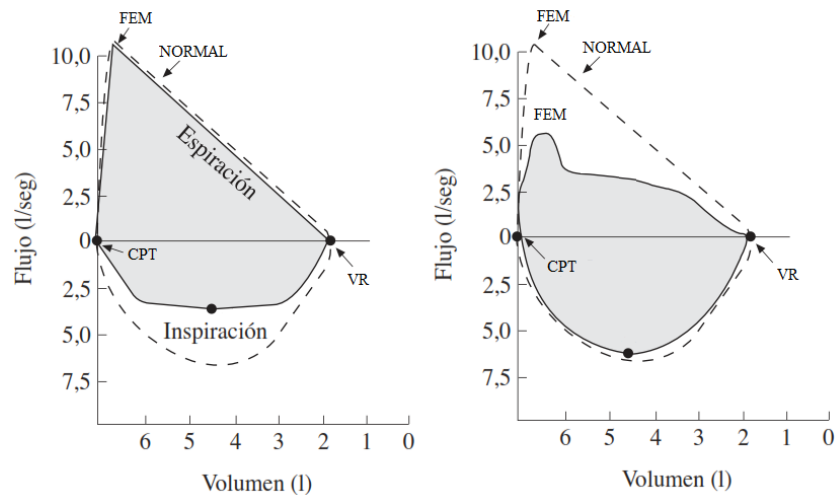 FEM
NORMAL
10,0
7,5
5,0
2,5
0
2,5
5,0
7,5
Flujo (l/seg)
Espiración
CPT
VR
Inspiración
6 5 4 3 2 1 0
Volumen (l)
FEM
NORMAL
FEM
10,0
7,5
5,0
2,5
0
2,5
5,0
7,5
Flujo (l/seg)
CPT
VR
6 5 4 3 2 1 0
Volumen (l)